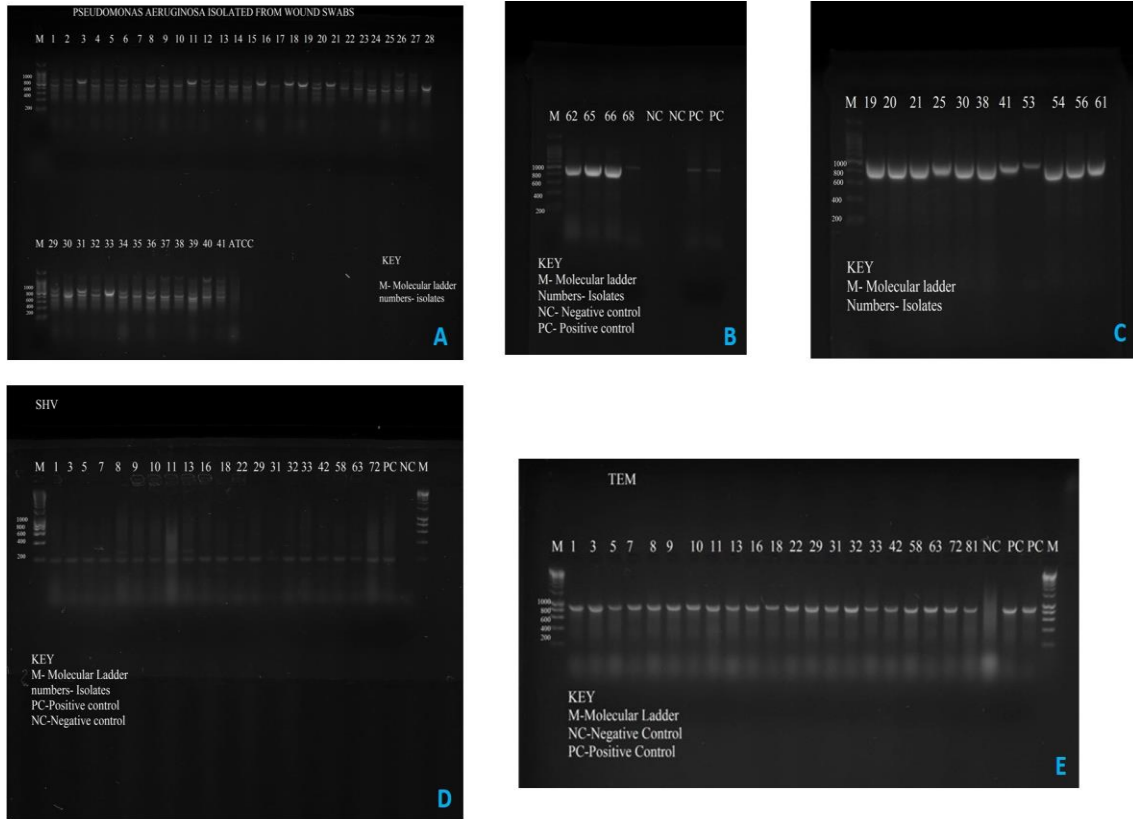 PSEUDOMONAS AERUGINOSA ISOLATED FROM WOUND SWABS
M 1 2 3 4 5 6 7 8 9 10 11 12 13 14 15 16 17 18 19 20 21 22 23 24 25 26 27 28
1000
800
600
400
200
M 29 30 31 32 33 34 35 36 37 38 39 40 41 ATCC
1000
800
600
400
200
KEY
M- Molecular ladder
numbers- isolates
A
M 62 65 66 68 NC NC PC PC
1000
800
600
400
200
KEY
M- Molecular ladder
Numbers- Isolates
NC- Negative control
PC- Positive control
B
M 19 20 21 25 30 38 41 53 54 56 61
1000
800
600
400
200
KEY
M- Molecular ladder
Numbers- Isolates
C
SHV
M 1 3 5 7 8 9 10 11 13 16 18 22 29 31 32 33 42 58 63 72 PC NC M
1000
800
600
400
200
KEY
M- Molecular Ladder
numbers- Isolates
PC-Positive control
NC-Negative control
D
TEM
M 1 3 5 7 8 9 10 11 13 16 18 22 29 31 32 33 42 58 63 72 81 NC PC PC M
1000
800
600
400
200
KEY
M-Molecular Ladder
NC-Negative Control
PC-Positive Control
E